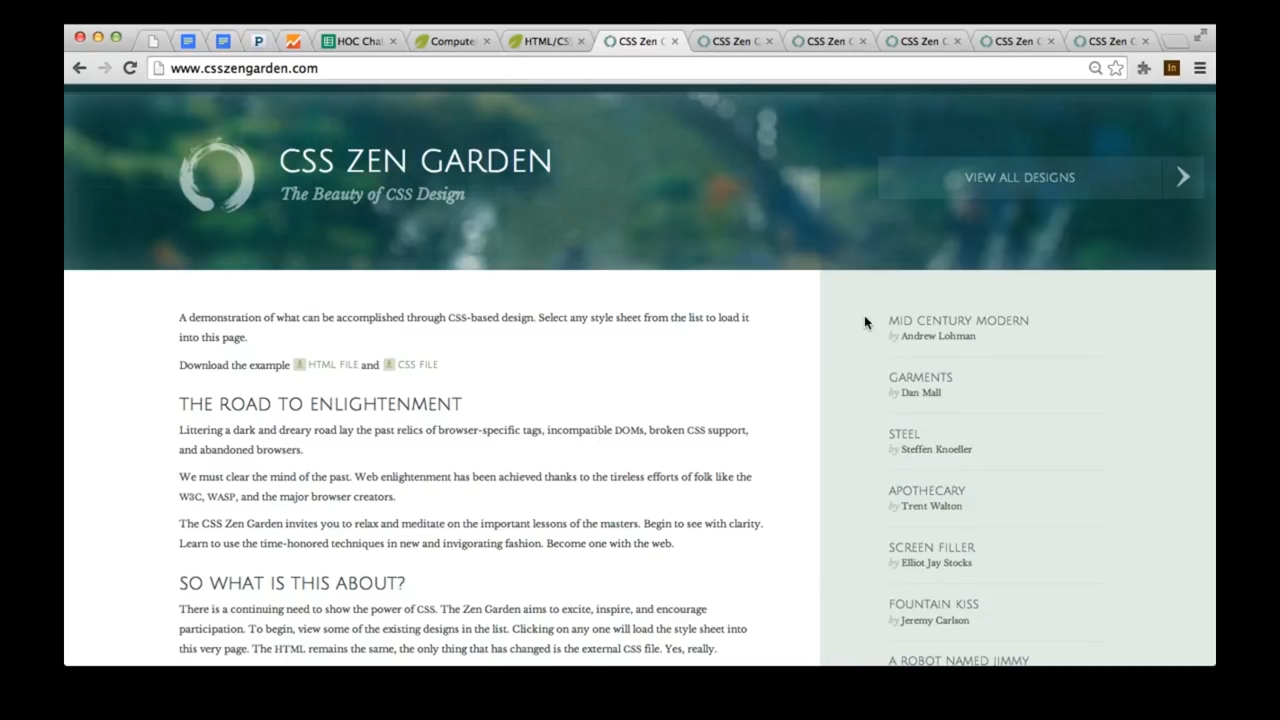 HOC Cha
Compute
HTML/CS
CSS Zen
CSS Zen
CSS Zen
CSS Zen
CSS Zen
CSS Zen
www.csszengarden.com
In
CSS ZEN GARDEN
The Beauty of CSS Design
VIEW ALL DESIGNS
A demonstration of what can be accomplished through CSS-based design. Select any style sheet from the list to load it
into this page.
Download the example HTML FILE and CSS FILE
THE ROAD TO ENLIGHTENMENT
Littering a dark and dreary road lay the past relics of browser-specific tags, incompatible DOMs, broken CSS support,
and abandoned browsers.
We must clear the mind of the past. Web enlightenment has been achieved thanks to the tireless efforts of folk like the
W3C, WASP, and the major browser creators.
The CSS Zen Garden invites you to relax and meditate on the important lessons of the masters. Begin to see with clarity.
Learn to use the time-honored techniques in new and invigorating fashion. Become one with the web.
SO WHAT IS THIS ABOUT?
There is a continuing need to show the power of CSS. The Zen Garden aims to excite, inspire, and encourage
participation. To begin, view some of the existing designs in the list. Clicking on any one will load the style sheet into
this very page. The HTML remains the same, the only thing that has changed is the external CSS file. Yes, really.
MID CENTURY MODERN
by Andrew Lohman
GARMENTS
by Dan Mall
STEEL
by Steffen Knoeller
APOTHECARY
by Trent Walton
SCREEN FILLER
by Elliot Jay Stocks
FOUNTAIN KISS
by Jeremy Carlson
A ROBOT NAMED JIMMY